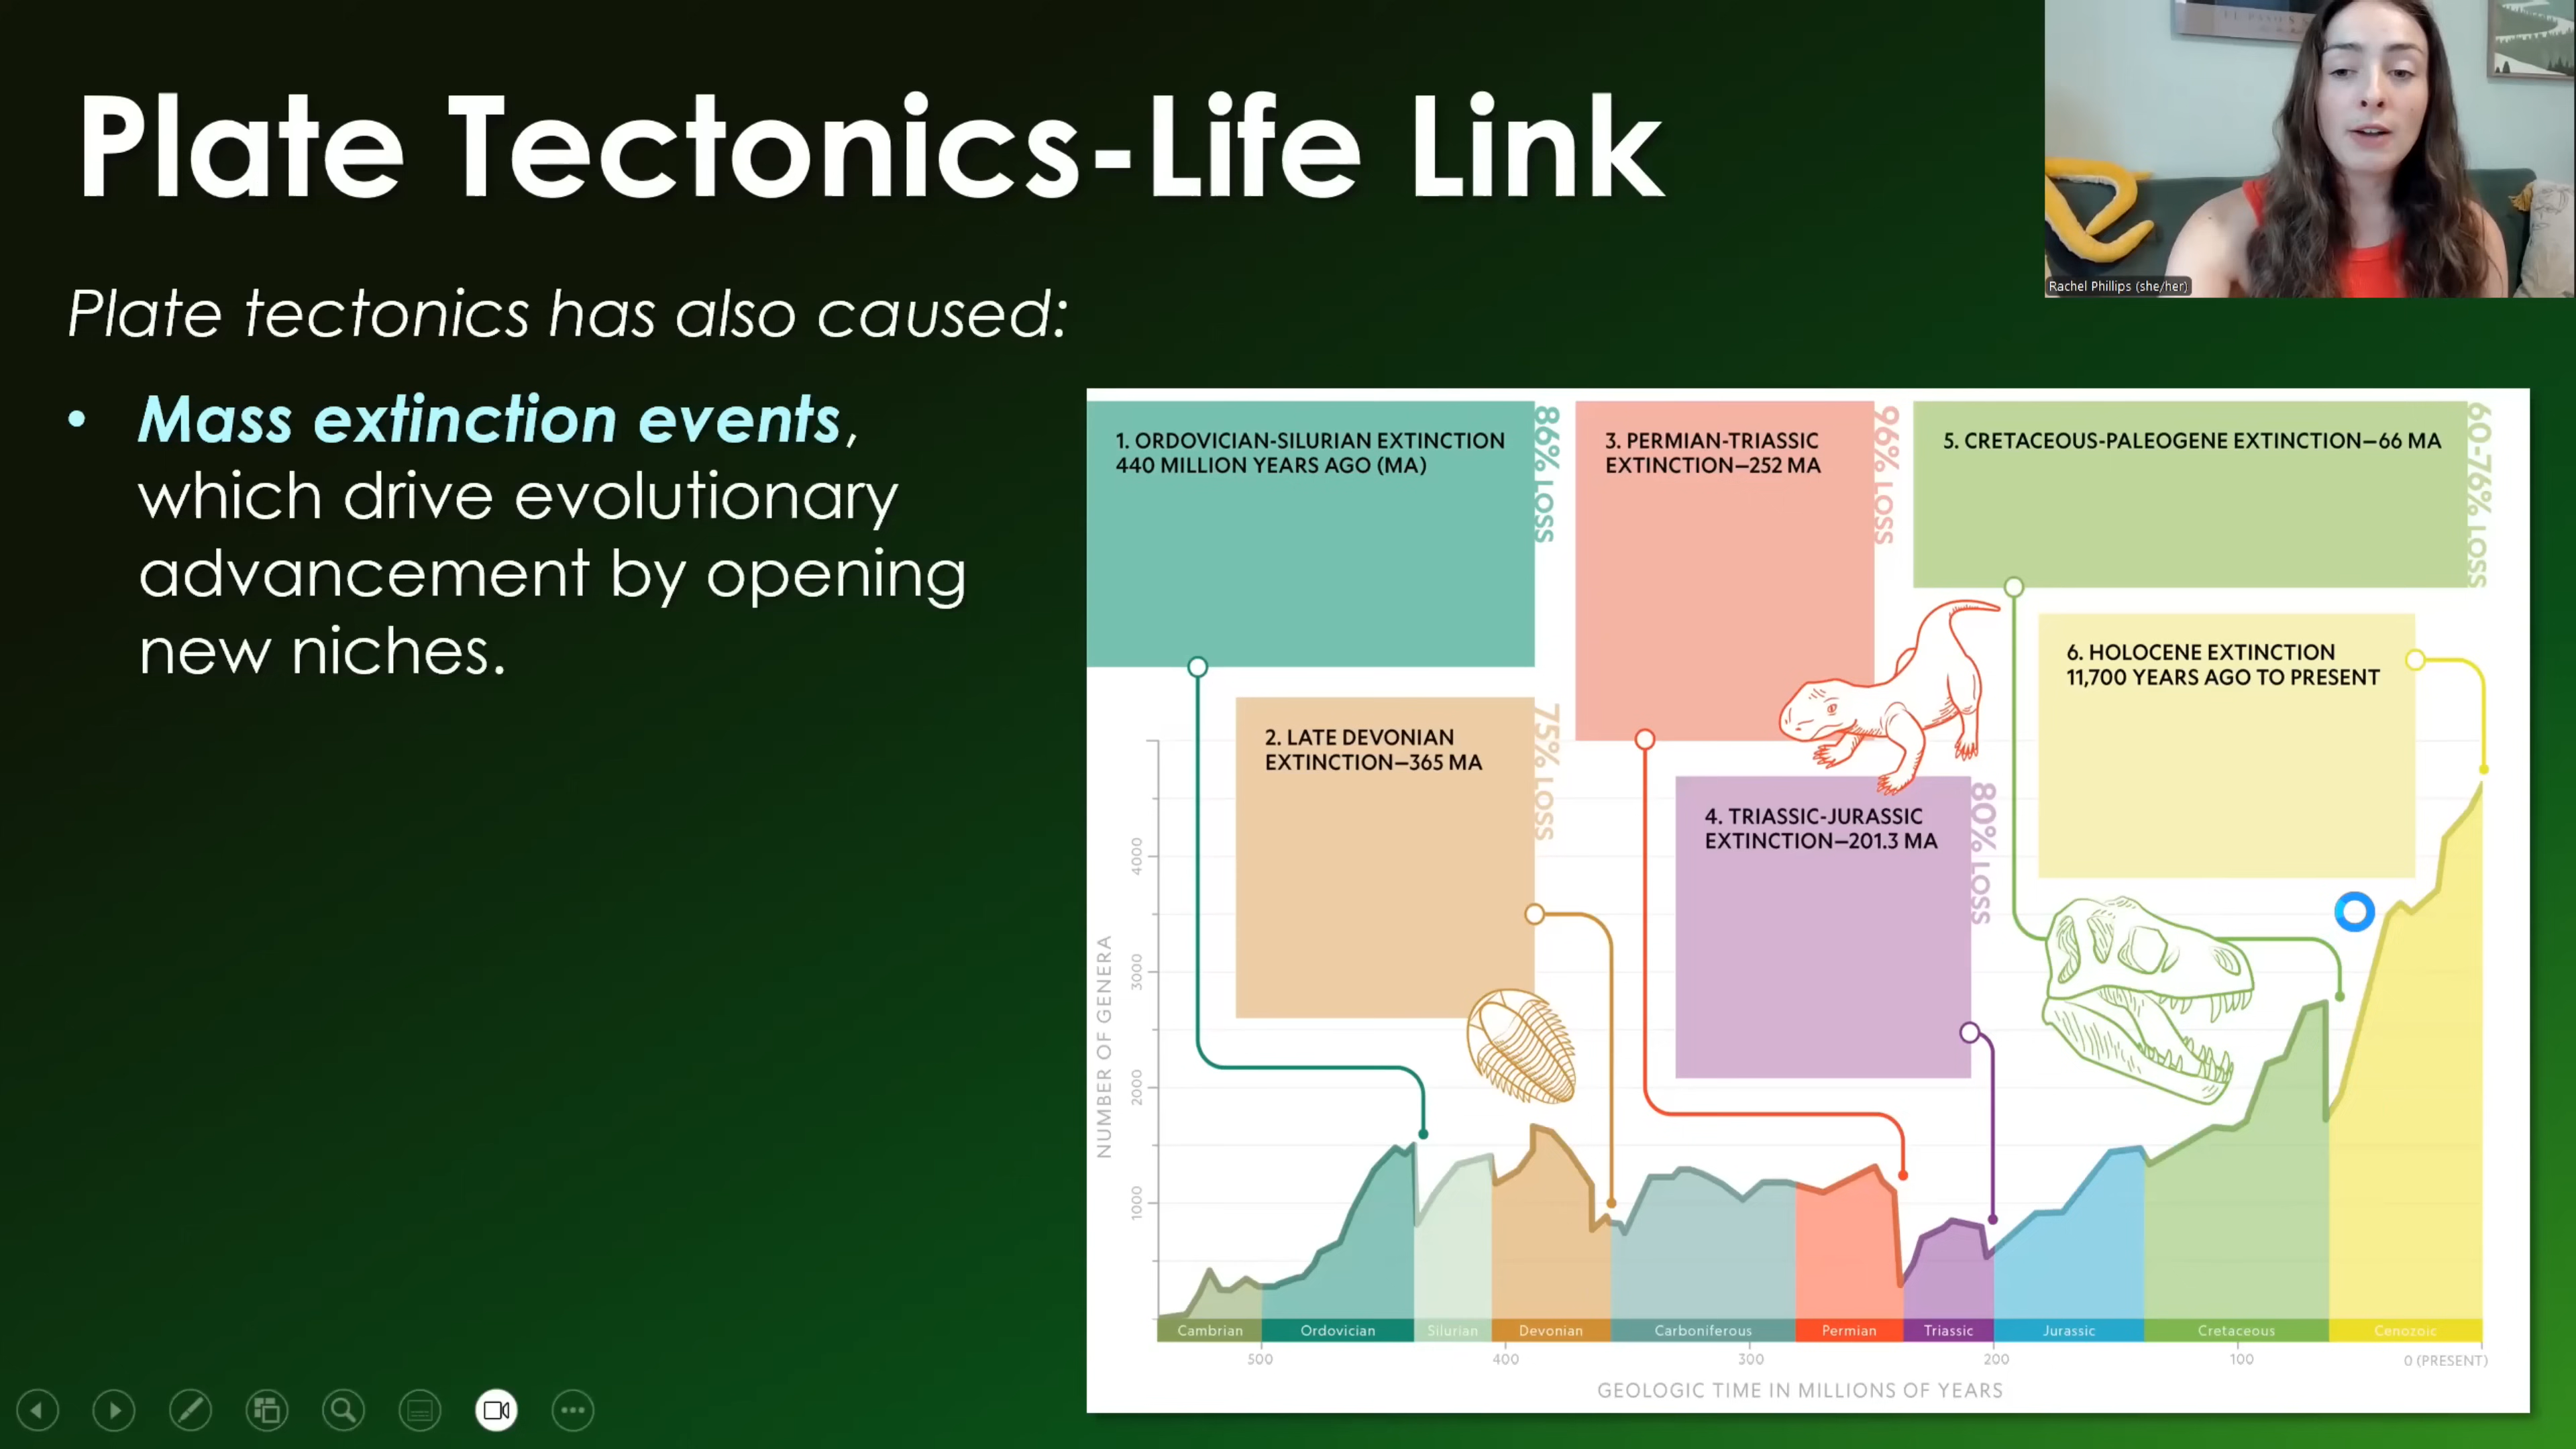 Plate Tectonics-Life Link
Rachel Phillips (she/her)
Plate tectonics has also caused:
• Mass extinction events,
which drive evolutionary
advancement by opening
new niches.
1. ORDOVICIAN-SILURIAN EXTINCTION
440 MILLION YEARS AGO (MA)
86% LOSS
3. PERMIAN-TRIASSIC
EXTINCTION—252 MA
96% LOSS
5. CRETACEOUS-PALEOGENE EXTINCTION—66 MA
60-76% LOSS
6. HOLOCENE EXTINCTION
11,700 YEARS AGO TO PRESENT
2. LATE DEVONIAN
EXTINCTION—365 MA
75% LOSS
4. TRIASSIC-JURASSIC
EXTINCTION—201.3 MA
80% LOSS
NUMBER OF GENERA
4000
3000
2000
1000
Cambrian
Ordovician
Silurian
Devonian
Carboniferous
Permian
Triassic
Jurassic
Cretaceous
Cenozoic
500
400
300
200
100
0 (PRESENT)
GEOLOGIC TIME IN MILLIONS OF YEARS